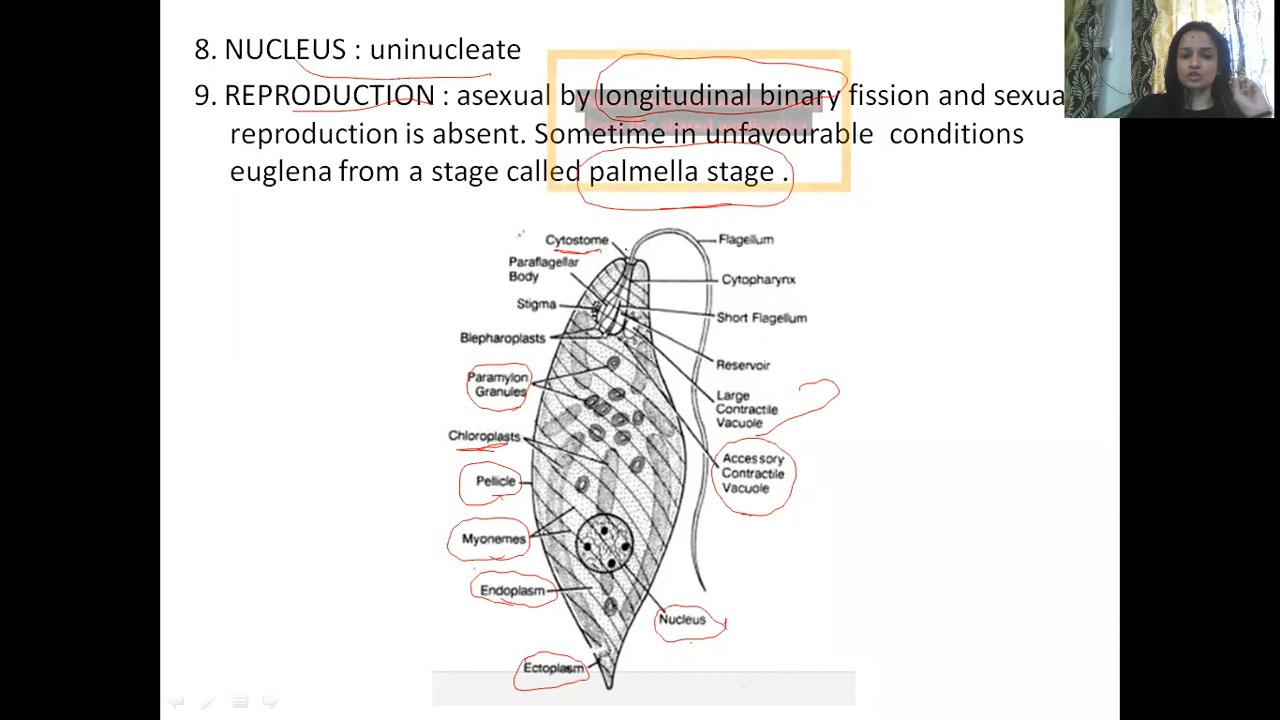 8. NUCLEUS : uninucleate
9. REPRODUCTION : asexual by longitudinal binary fission and sexua
reproduction is absent. Sometime in unfavourable conditions
euglena from a stage called palmella stage .
Cytostome
Flagellum
Paraflagellar
Body
Cytopharynx
Stigma
Short Flagellum
Blepharoplasts
Reservoir
Paramylon
Granules
Large
Contractile
Vacuole
Chloroplasts
Accessory
Contractile
Vacuole
Pellicle
Myonemes
Endoplasm
Nucleus
Ectoplasm